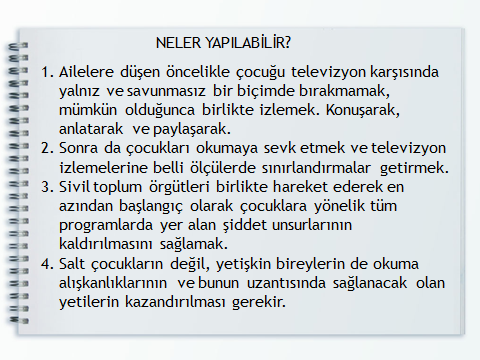 NELER YAPILABİLİR?
1. Ailelere düşen öncelikle çocuğu televizyon karşısında
yalnız ve savunmasız bir biçimde bırakmamak,
mümkün olduğunca birlikte izlemek. Konuşarak,
anlatarak ve paylaşarak.
2. Sonra da çocukları okumaya sevk etmek ve televizyon
izlemelerine belli ölçülerde sınırlandırmalar getirmek.
3. Sivil toplum örgütleri birlikte hareket ederek en
azından başlangıç olarak çocuklara yönelik tüm
programlarda yer alan şiddet unsurlarının
kaldırılmasını sağlamak.
4. Salt çocukların değil, yetişkin bireylerin de okuma
alışkanlıklarının ve bunun uzantısında sağlanacak olan
yetilerin kazandırılması gerekir.